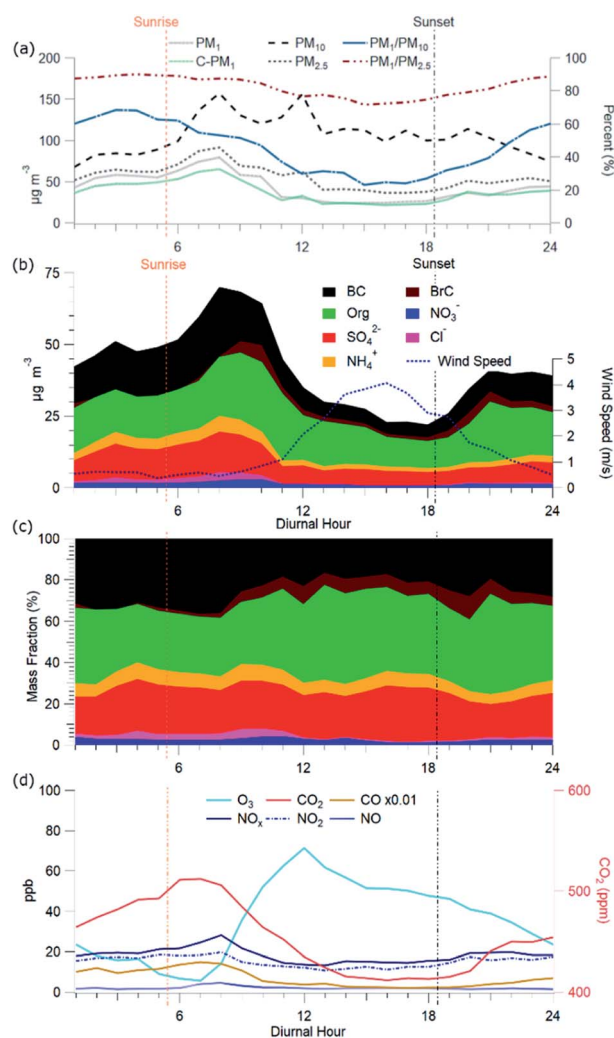 Sunrise Sunset
(a)
PM₁ PM₁₀ PM₁/PM₁₀
C-PM₁ PM₂.₅ PM₁/PM₂.₅
200 100
150 80
100 60
50 40
0 20
0
µg m⁻³ Percent (%)
6 12 18 24
(b) Sunrise Sunset
75
50
25
0
µg m⁻³
BC BrC
Org NO₃⁻
SO₄²⁻ Cl⁻
NH₄⁺ Wind Speed
5
4
3
2
1
0
Wind Speed (m/s)
6 12 18 24
Diurnal Hour
(c)
100
80
60
40
20
0
Mass Fraction (%)
6 12 18 24
(d)
O₃ CO₂ CO x0.01
NOₓ NO₂ NO
100
80
60
40
20
0
ppb
600
500
400
CO₂ (ppm)
6 12 18 24
Diurnal Hour